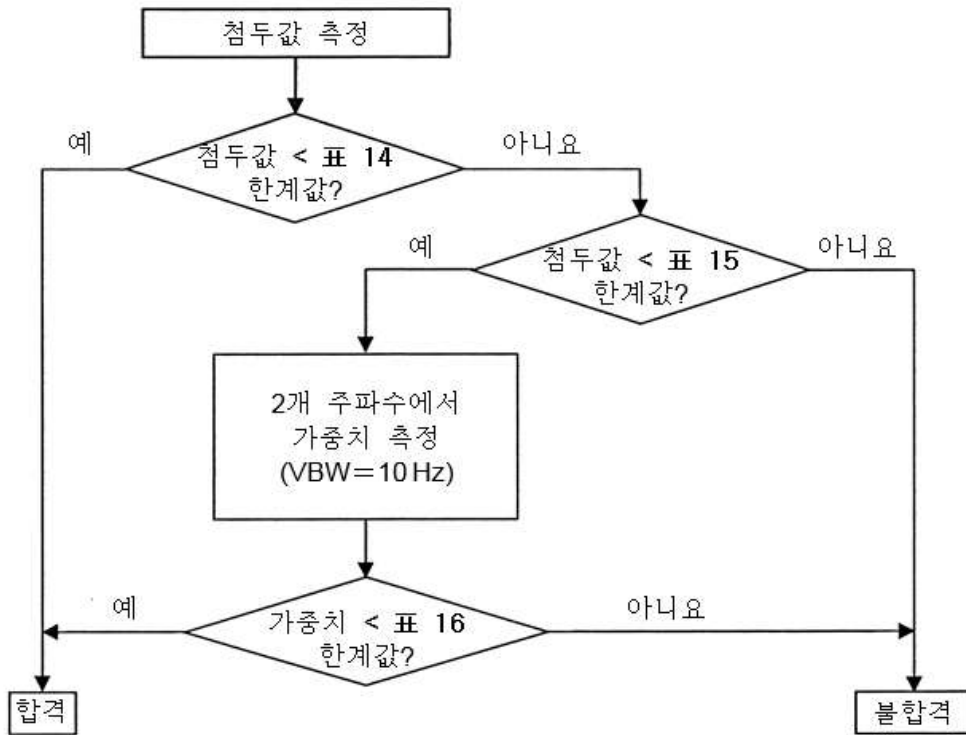 첨두값 측정
예
아니요
첨두값 < 표 14
한계값?
예
아니요
첨두값 < 표 15
한계값?
2개 주파수에서
가중치 측정
(VBW=10 Hz)
예
아니요
가중치 < 표 16
한계값?
합격
불합격